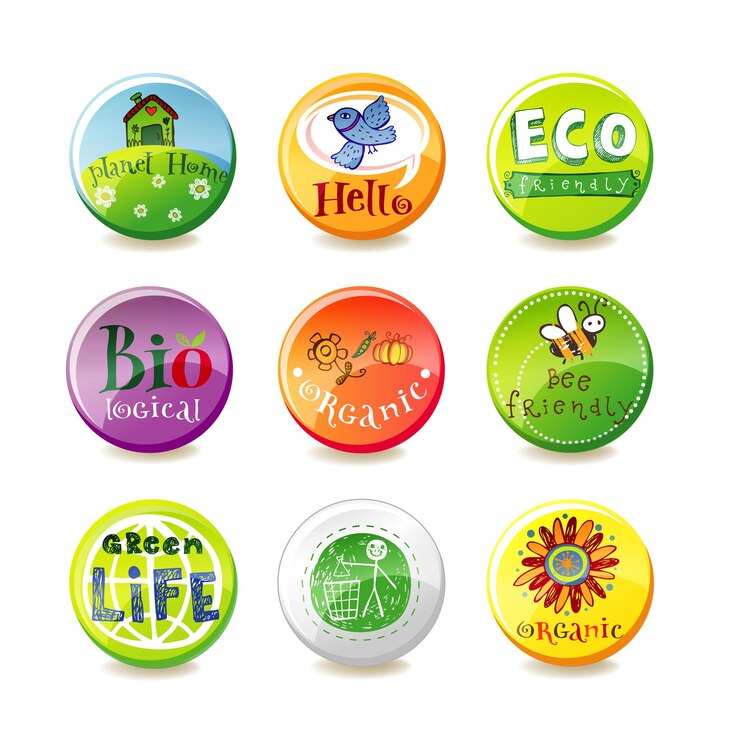 Planet Home
Hello
ECO
friendly
Bio
logical
ORGANIC
Bee
friendly
GReen
LiFE
ORGANIC